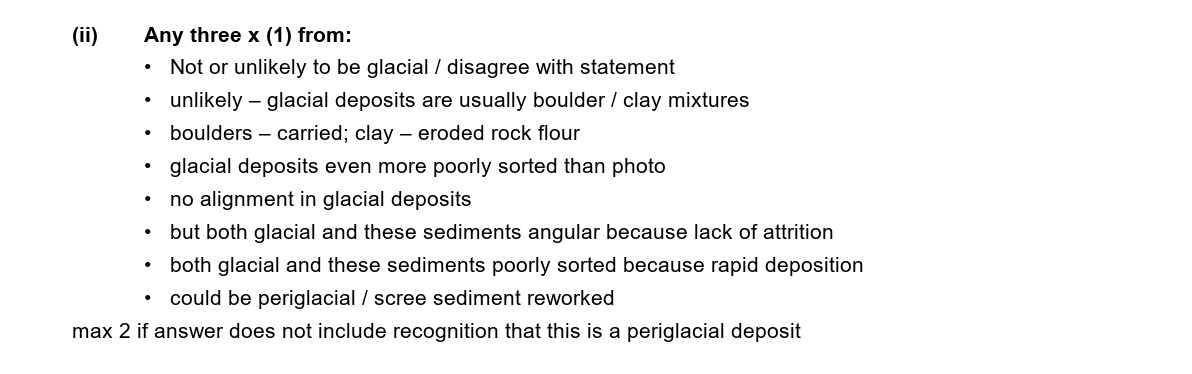 (ii) Any three x (1) from:
• Not or unlikely to be glacial / disagree with statement
• unlikely – glacial deposits are usually boulder / clay mixtures
• boulders – carried; clay – eroded rock flour
• glacial deposits even more poorly sorted than photo
• no alignment in glacial deposits
• but both glacial and these sediments angular because lack of attrition
• both glacial and these sediments poorly sorted because rapid deposition
• could be periglacial / scree sediment reworked
max 2 if answer does not include recognition that this is a periglacial deposit